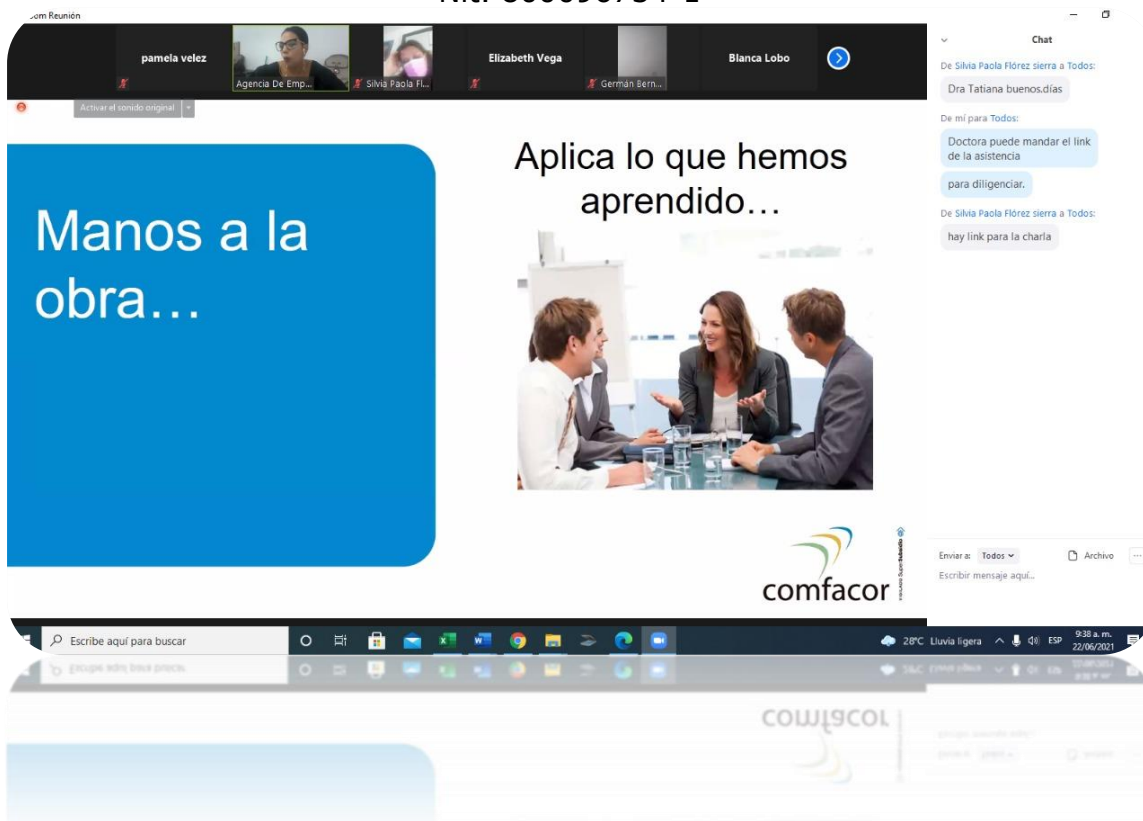 Zoom Reunión
pamela velez
Agencia De Emp...
Silvia Paola Fl...
Elizabeth Vega
Germán Bern...
Blanca Lobo
Activar el sonido original
Manos a la
obra...
Aplica lo que hemos
aprendido...
comfacor
Chat
De Silvia Paola Flórez sierra a Todos:
Dra Tatiana buenos.días
De mí para Todos:
Doctora puede mandar el link
de la asistencia
para diligenciar.
De Silvia Paola Flórez sierra a Todos:
hay link para la charla
Enviar a: Todos
Archivo
Escribir mensaje aquí...
Escribe aquí para buscar
28°C Lluvia ligera
ESP
9:38 a. m.
22/06/2021